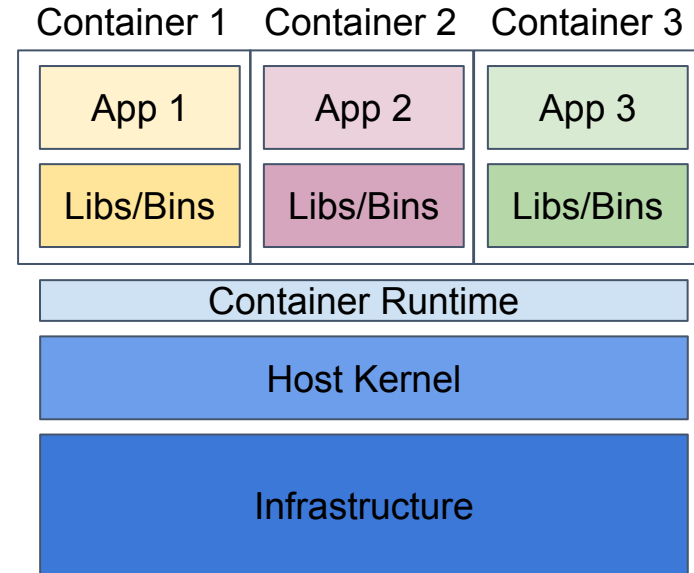 Container 1 Container 2 Container 3
App 1 App 2 App 3
Libs/Bins Libs/Bins Libs/Bins
Container Runtime
Host Kernel
Infrastructure